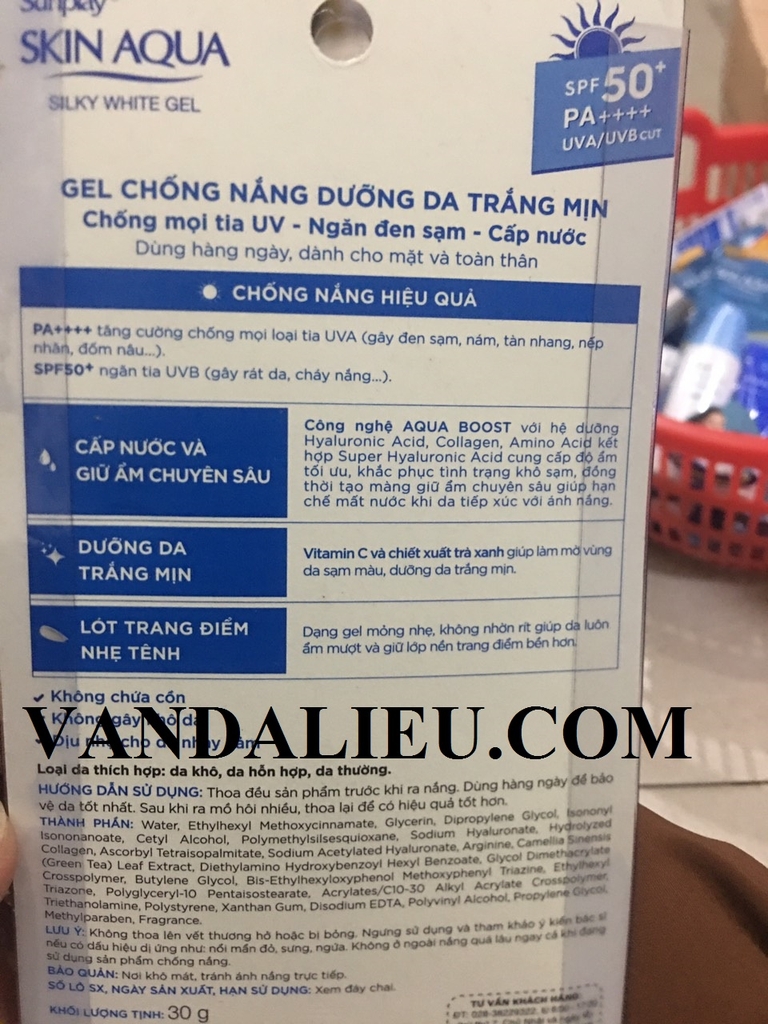 Sunplay
SKIN AQUA
SILKY WHITE GEL
SPF 50+
PA++++
UVA/UVB CUT
GEL CHỐNG NẮNG DƯỠNG DA TRẮNG MỊN
Chống mọi tia UV - Ngăn đen sạm - Cấp nước
Dùng hàng ngày, dành cho mặt và toàn thân
CHỐNG NẮNG HIỆU QUẢ
PA++++ tăng cường chống mọi loại tia UVA (gây đen sạm, nám, tàn nhang, nếp
nhăn, đốm nâu...).
SPF50+ ngăn tia UVB (gây rát da, cháy nắng...).
CẤP NƯỚC VÀ
GIỮ ẨM CHUYÊN SÂU
Công nghệ AQUA BOOST với hệ dưỡng
Hyaluronic Acid, Collagen, Amino Acid kết
hợp Super Hyaluronic Acid cung cấp độ ẩm
tối ưu, khắc phục tình trạng khô sạm, đồng
thời tạo màng giữ ẩm chuyên sâu giúp hạn
chế mất nước khi da tiếp xúc với ánh nắng.
DƯỠNG DA
TRẮNG MỊN
Vitamin C và chiết xuất trà xanh giúp làm mờ vùng
da sạm màu, dưỡng da trắng mịn.
LÓT TRANG ĐIỂM
NHẸ TÊNH
Dạng gel mỏng nhẹ, không nhờn rít giúp da luôn
ẩm mượt và giữ lớp nền trang điểm bền hơn.
Không chứa cồn
Không gây khô da
Dịu nhẹ cho da nhạy cảm
VANDALIEU.COM
Loại da thích hợp: da khô, da hỗn hợp, da thường.
HƯỚNG DẪN SỬ DỤNG: Thoa đều sản phẩm trước khi ra nắng. Dùng hàng ngày để bảo
vệ da tốt nhất. Sau khi ra mồ hôi nhiều, thoa lại để có hiệu quả tốt hơn.
THÀNH PHẦN: Water, Ethylhexyl Methoxycinnamate, Glycerin, Dipropylene Glycol, Isononyl
Isononanoate, Cetyl Alcohol, Polymethylsilsesquioxane, Sodium Hyaluronate, Hydrolyzed
Collagen, Ascorbyl Tetraisopalmitate, Sodium Acetylated Hyaluronate, Arginine, Camellia Sinensis
(Green Tea) Leaf Extract, Diethylamino Hydroxybenzoyl Hexyl Benzoate, Glycol Dimethacrylate
Crosspolymer, Butylene Glycol, Bis-Ethylhexyloxyphenol Methoxyphenyl Triazine, Ethylhexyl
Triazone, Polyglyceryl-10 Pentaisostearate, Acrylates/C10-30 Alkyl Acrylate Crosspolymer,
Triethanolamine, Polystyrene, Xanthan Gum, Disodium EDTA, Polyvinyl Alcohol, Propylene Glycol,
Methylparaben, Fragrance.
LƯU Ý: Không thoa lên vết thương hở hoặc bị bỏng. Ngưng sử dụng và tham khảo ý kiến bác sĩ
nếu có dấu hiệu dị ứng như: nổi mẩn đỏ, sưng, ngứa. Không ở ngoài nắng quá lâu ngay cả khi đang
sử dụng sản phẩm chống nắng.
BẢO QUẢN: Nơi khô mát, tránh ánh nắng trực tiếp.
SỐ LÔ SX, NGÀY SẢN XUẤT, HẠN SỬ DỤNG: Xem đáy chai.
KHỐI LƯỢNG TỊNH: 30 g
TƯ VẤN KHÁCH HÀNG